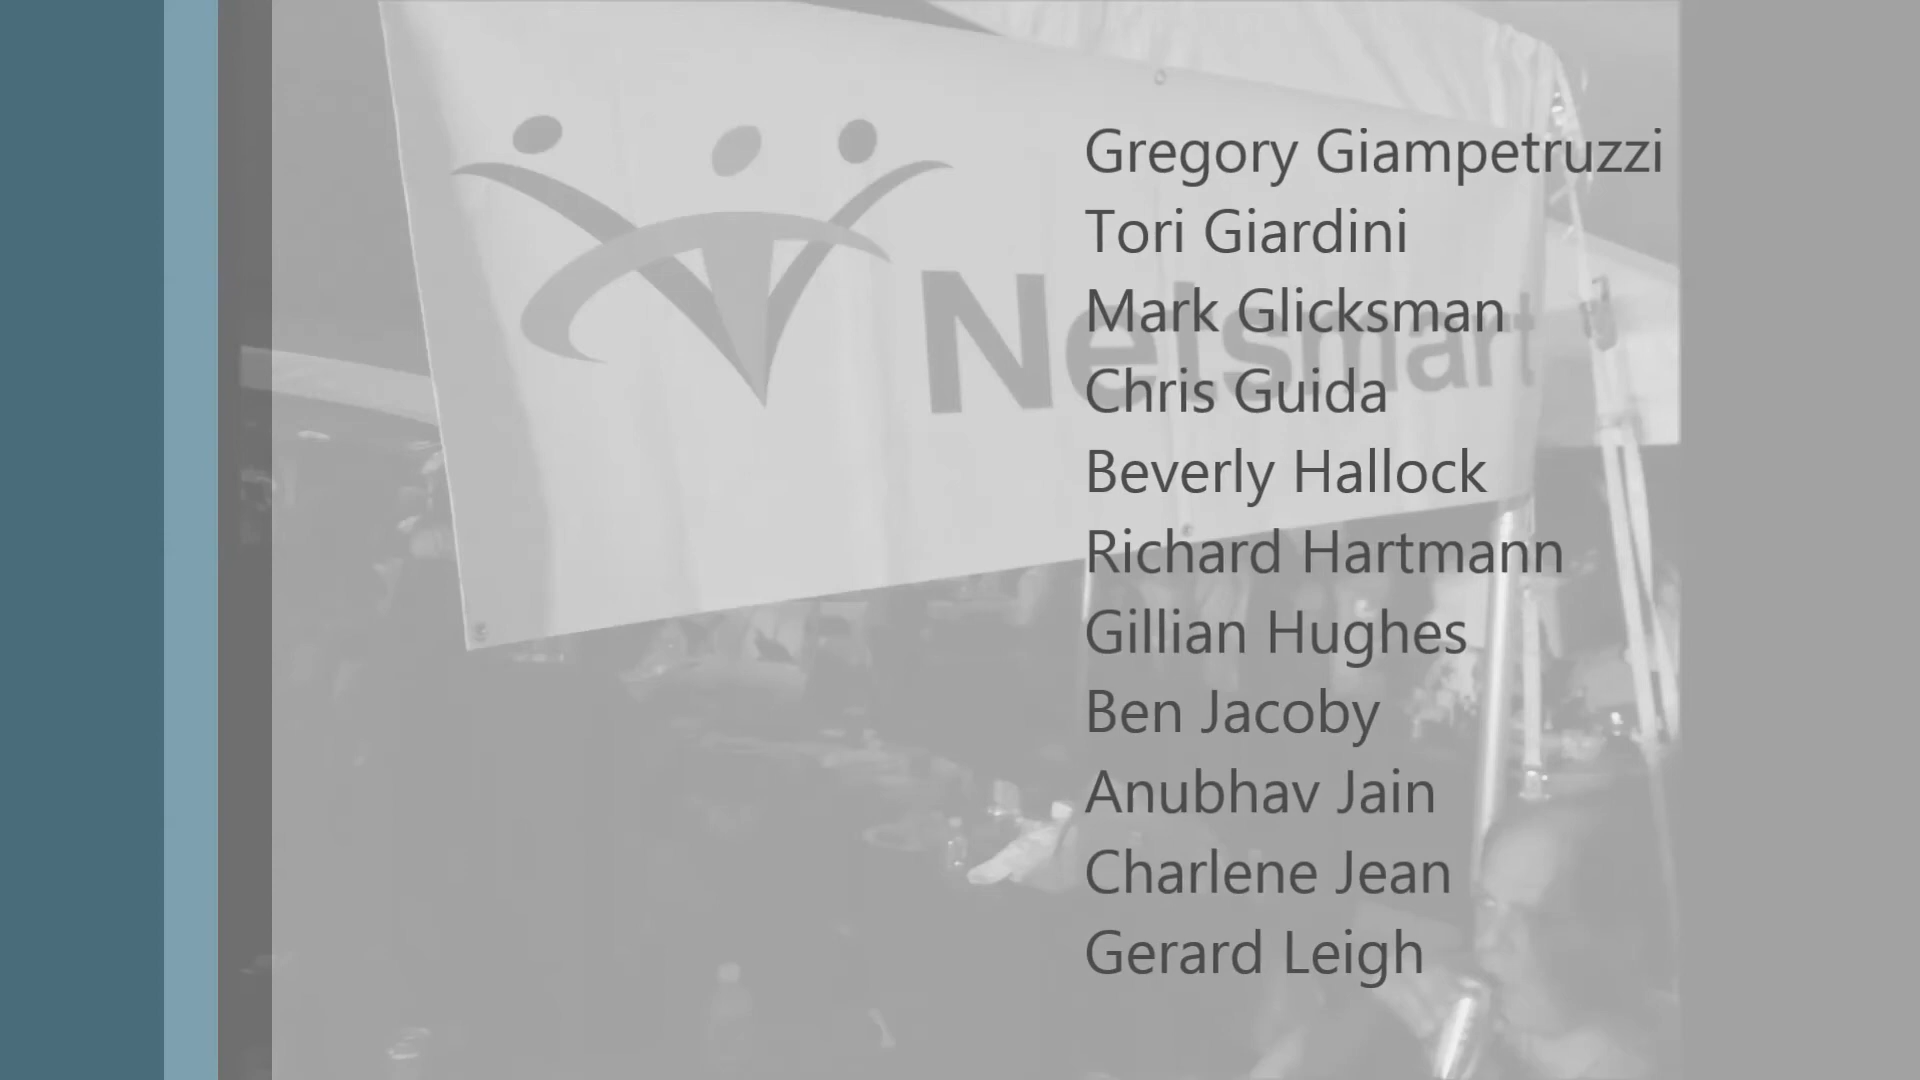 Gregory Giampetruzzi
Tori Giardini
Netsmart
Mark Glicksman
Chris Guida
Beverly Hallock
Richard Hartmann
Gillian Hughes
Ben Jacoby
Anubhav Jain
Charlene Jean
Gerard Leigh